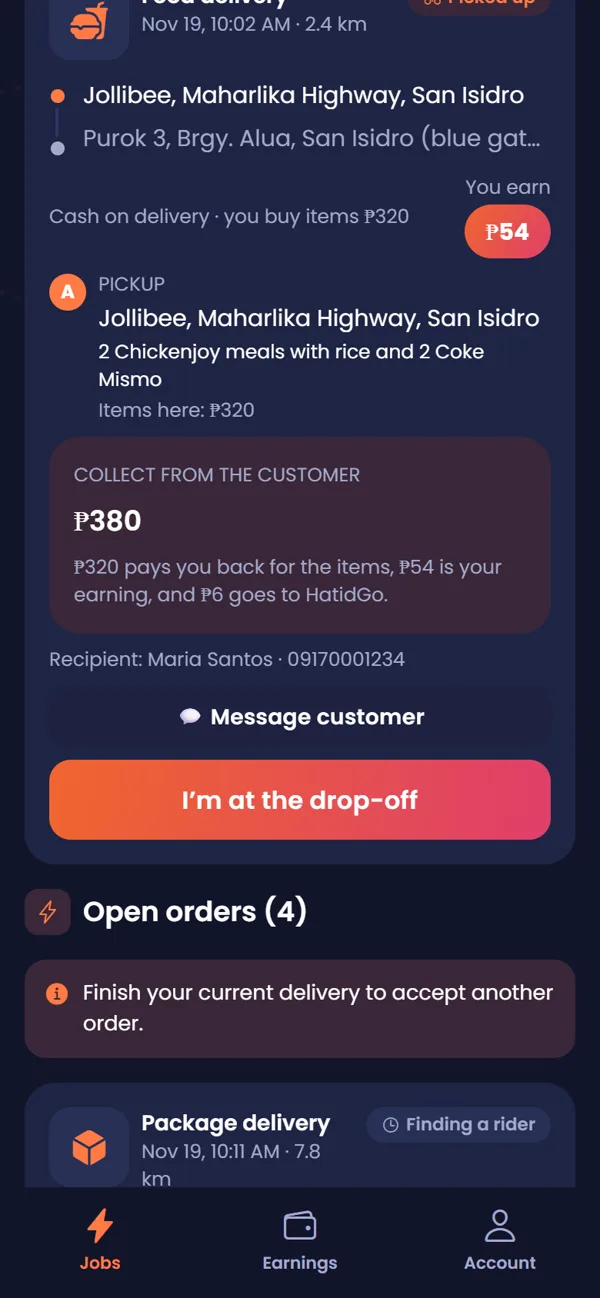 Food delivery
Picked up
Nov 19, 10:02 AM · 2.4 km
Jollibee, Maharlika Highway, San Isidro
Purok 3, Brgy. Alua, San Isidro (blue gat...
You earn
Cash on delivery · you buy items ₱320
₱54
A
PICKUP
Jollibee, Maharlika Highway, San Isidro
2 Chickenjoy meals with rice and 2 Coke
Mismo
Items here: ₱320
COLLECT FROM THE CUSTOMER
₱380
₱320 pays you back for the items, ₱54 is your
earning, and ₱6 goes to HatidGo.
Recipient: Maria Santos · 09170001234
Message customer
I’m at the drop-off
Open orders (4)
Finish your current delivery to accept another
order.
Package delivery
Finding a rider
Nov 19, 10:11 AM · 7.8
km
Jobs
Earnings
Account